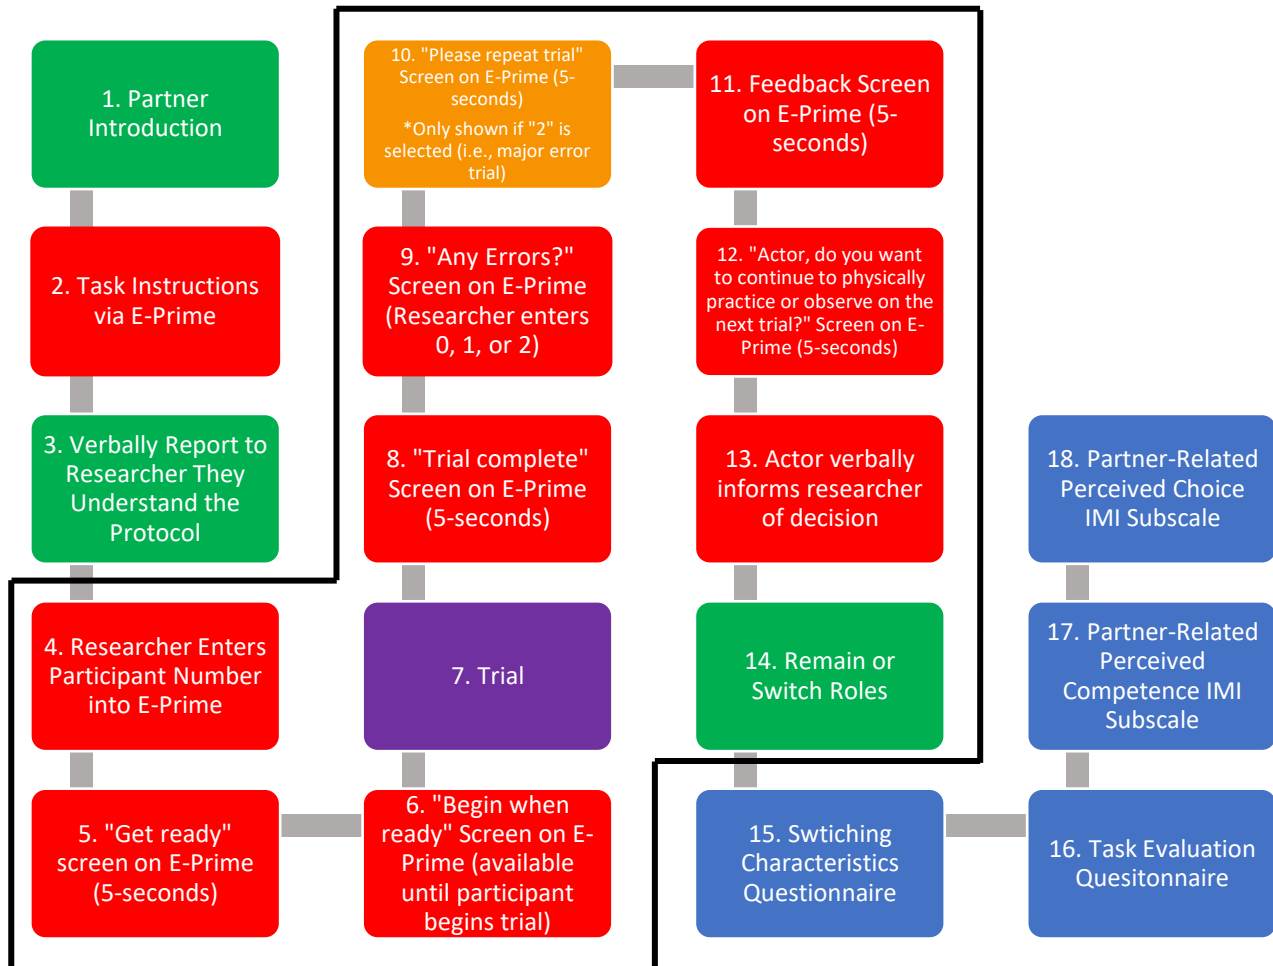 1. Partner
Introduction
2. Task Instructions
via E-Prime
3. Verbally Report to
Researcher They
Understand the
Protocol
4. Researcher Enters
Participant Number
into E-Prime
5. "Get ready"
screen on E-Prime
(5-seconds)
6. "Begin when
ready" Screen on E-
Prime (available
until participant
begins trial)
7. Trial
8. "Trial complete"
Screen on E-Prime
(5-seconds)
9. "Any Errors?"
Screen on E-Prime
(Researcher enters
0, 1, or 2)
10. "Please repeat trial"
Screen on E-Prime (5-
seconds)
*Only shown if "2" is
selected (i.e., major error
trial)
11. Feedback Screen
on E-Prime (5-
seconds)
12. "Actor, do you want
to continue to physically
practice or observe on the
next trial?" Screen on E-
Prime (5-seconds)
13. Actor verbally
informs researcher
of decision
14. Remain or
Switch Roles
15. Swtiching
Characteristics
Questionnaire
16. Task Evaluation
Quesitonnaire
17. Partner-Related
Perceived
Competence IMI
Subscale
18. Partner-Related
Perceived Choice
IMI Subscale